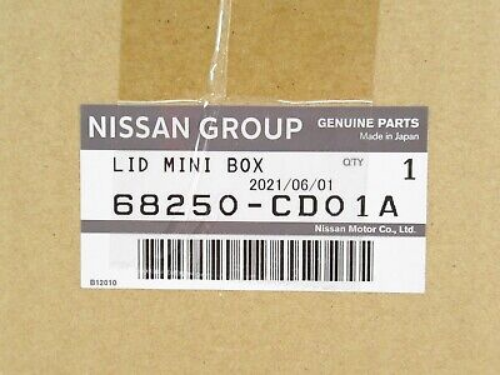 NISSAN GROUP GENUINE PARTS
Made in Japan
LID MINI BOX QTY 1
2021/06/01
68250-CD01A
Nissan Motor Co., Ltd.
B12010